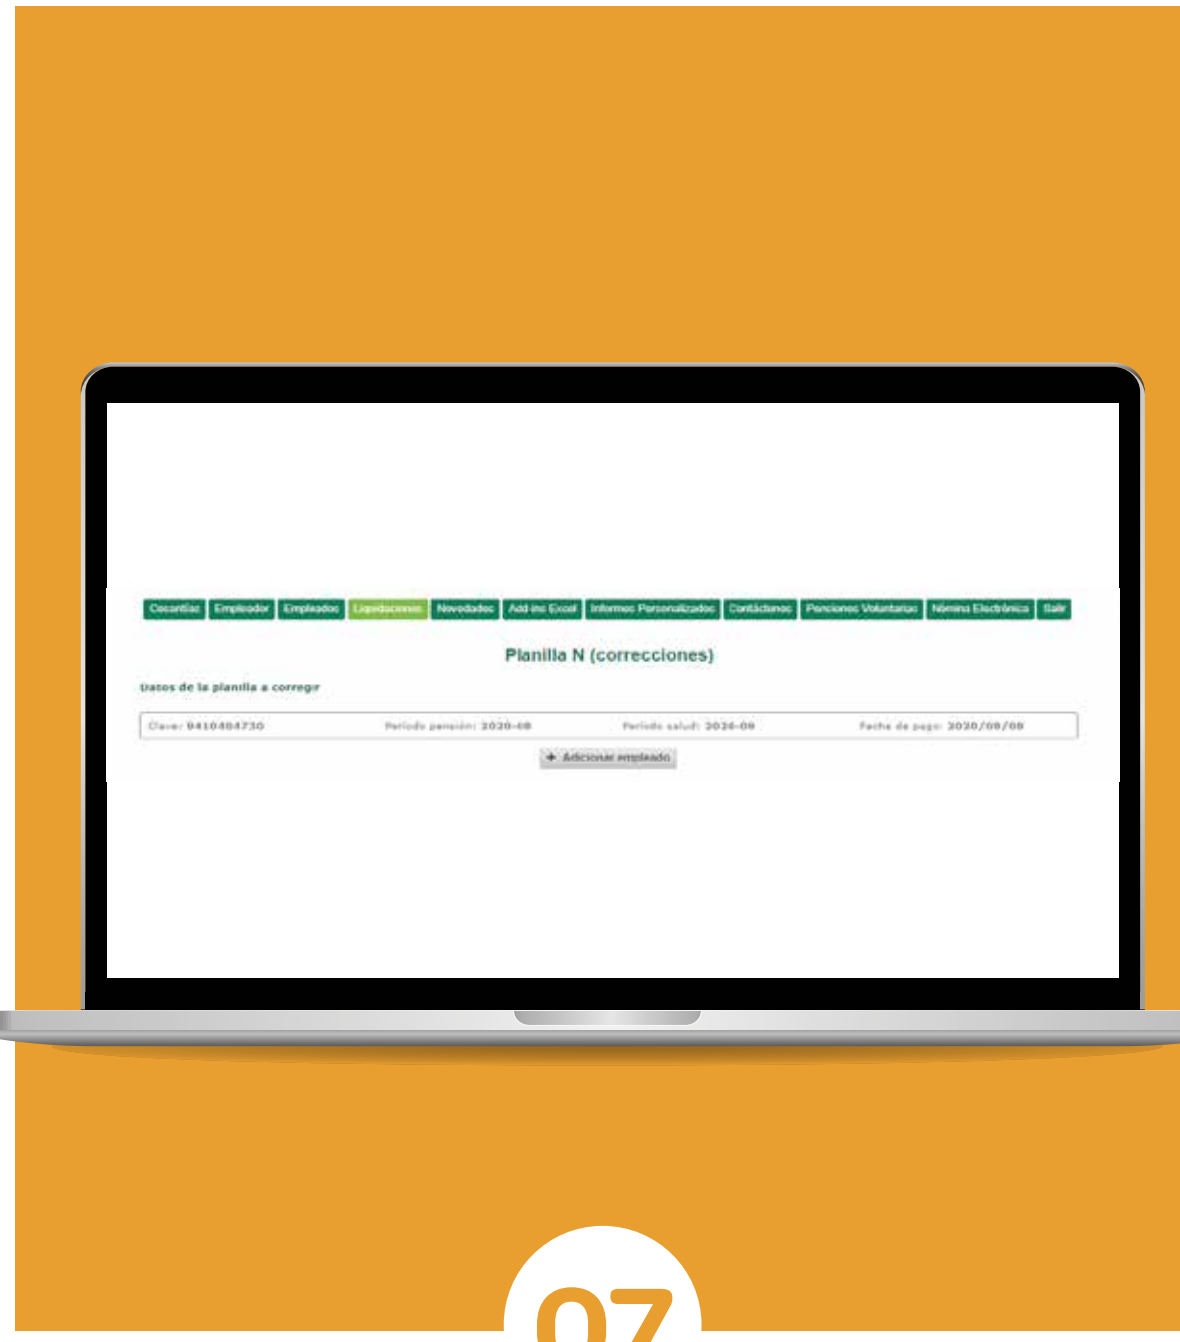 Cesantías Empleador Empleados Liquidaciones Novedades Add-ins Excel Informes Personalizados Contáctenos Pensiones Voluntarias Nómina Electrónica Salir
Planilla N (correcciones)
Datos de la planilla a corregir
Clave: 9410404730 Periodo pensión: 2020-08 Periodo salud: Fecha de pago: 2020/09/09
+ Adicionar empleado
07